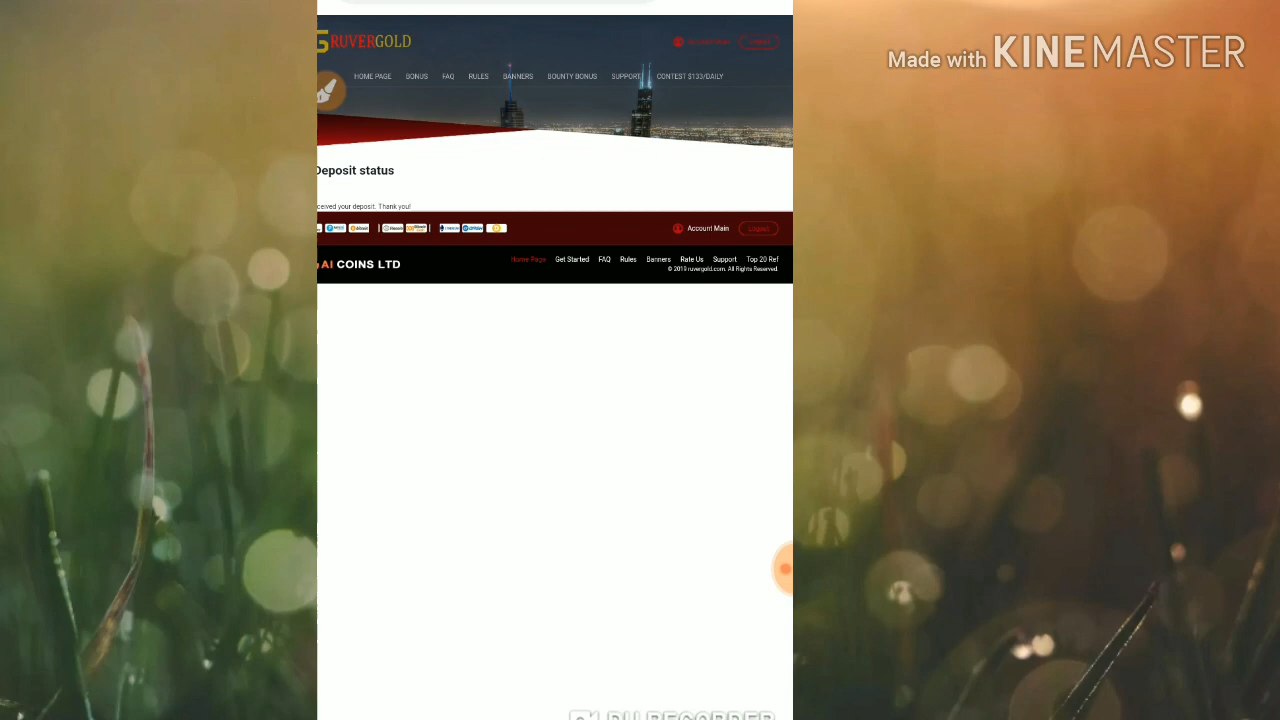 Made with KINEMASTER
RUVERGOLD
HOME PAGE BONUS FAQ RULES BANNERS BOUNTY BONUS SUPPORT CONTEST $133/DAILY
Deposit status
ceived your deposit. Thank you!
Account Main Logout
AI COINS LTD
Home Page Get Started FAQ Rules Banners Rate Us Support Top 20 Ref
© 2019 ruvergold.com. All Rights Reserved.
DU RECORDER